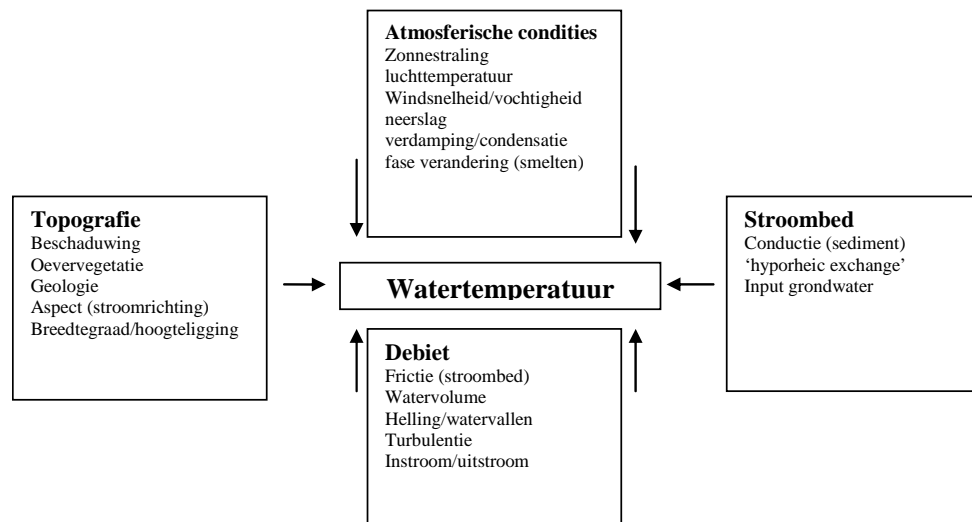 Atmosferische condities
Zonnestraling
luchttemperatuur
Windsnelheid/vochtigheid
neerslag
verdamping/condensatie
fase verandering (smelten)
Topografie
Beschaduwing
Oevervegetatie
Geologie
Aspect (stroomrichting)
Breedtegraad/hoogteligging
Watertemperatuur
Stroombed
Conductie (sediment)
‘hyporheic exchange’
Input grondwater
Debiet
Frictie (stroombed)
Watervolume
Helling/watervallen
Turbulentie
Instroom/uitstroom